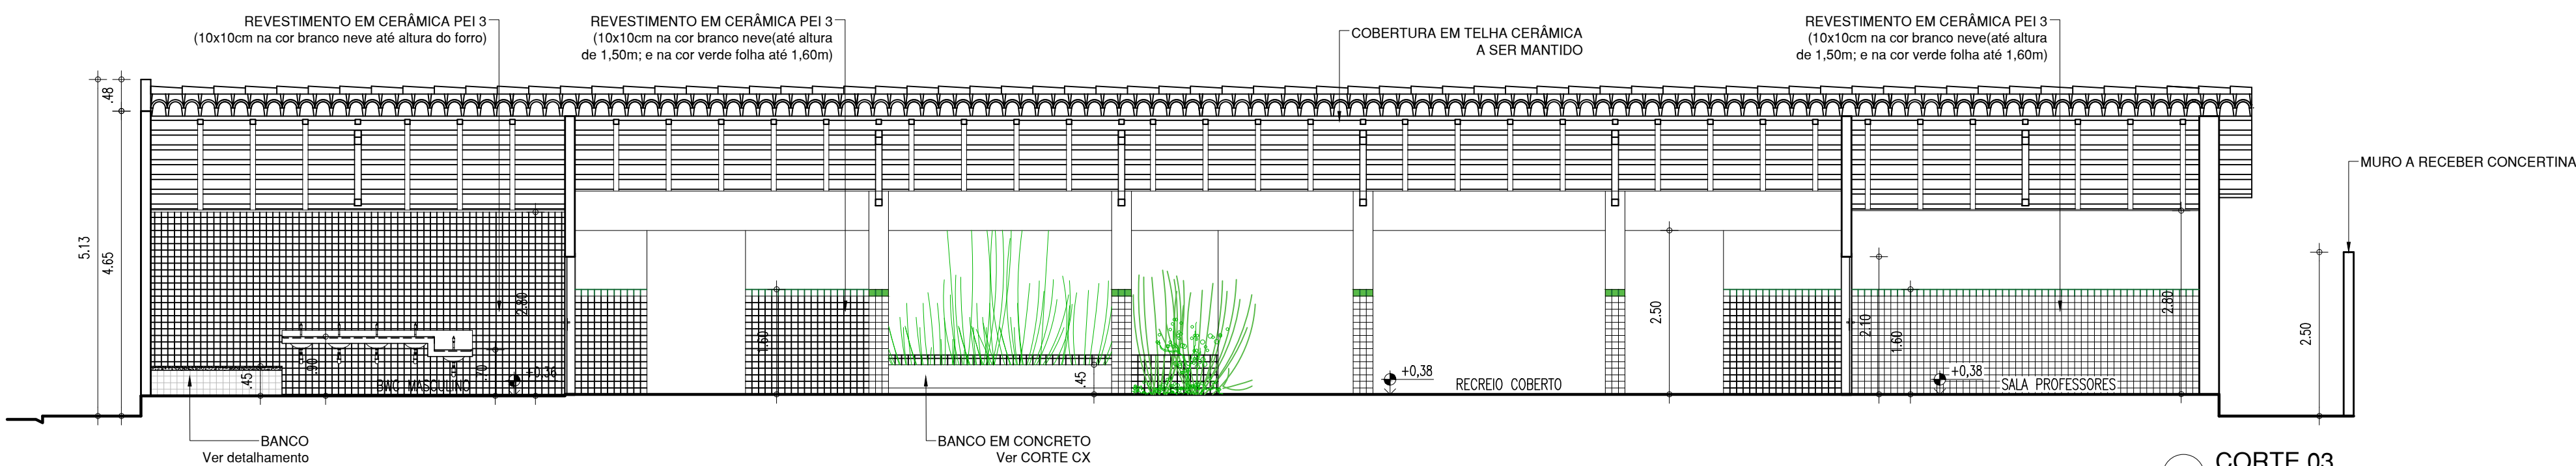 REVESTIMENTO EM CERÂMICA PEI 3
(10x10cm na cor branco neve até altura do forro)
REVESTIMENTO EM CERÂMICA PEI 3
(10x10cm na cor branco neve(até altura
de 1,50m; e na cor verde folha até 1,60m)
COBERTURA EM TELHA CERÂMICA
A SER MANTIDO
REVESTIMENTO EM CERÂMICA PEI 3
(10x10cm na cor branco neve(até altura
de 1,50m; e na cor verde folha até 1,60m)
MURO A RECEBER CONCERTINA
.48
5.13
4.65
2.80
.45
.90
.70
BWC MASCULINO
+0,36
1.60
.45
2.50
+0,38
RECREIO COBERTO
2.10
1.60
+0,38
SALA PROFESSORES
2.80
2.50
BANCO
Ver detalhamento
BANCO EM CONCRETO
Ver CORTE CX
CORTE 03